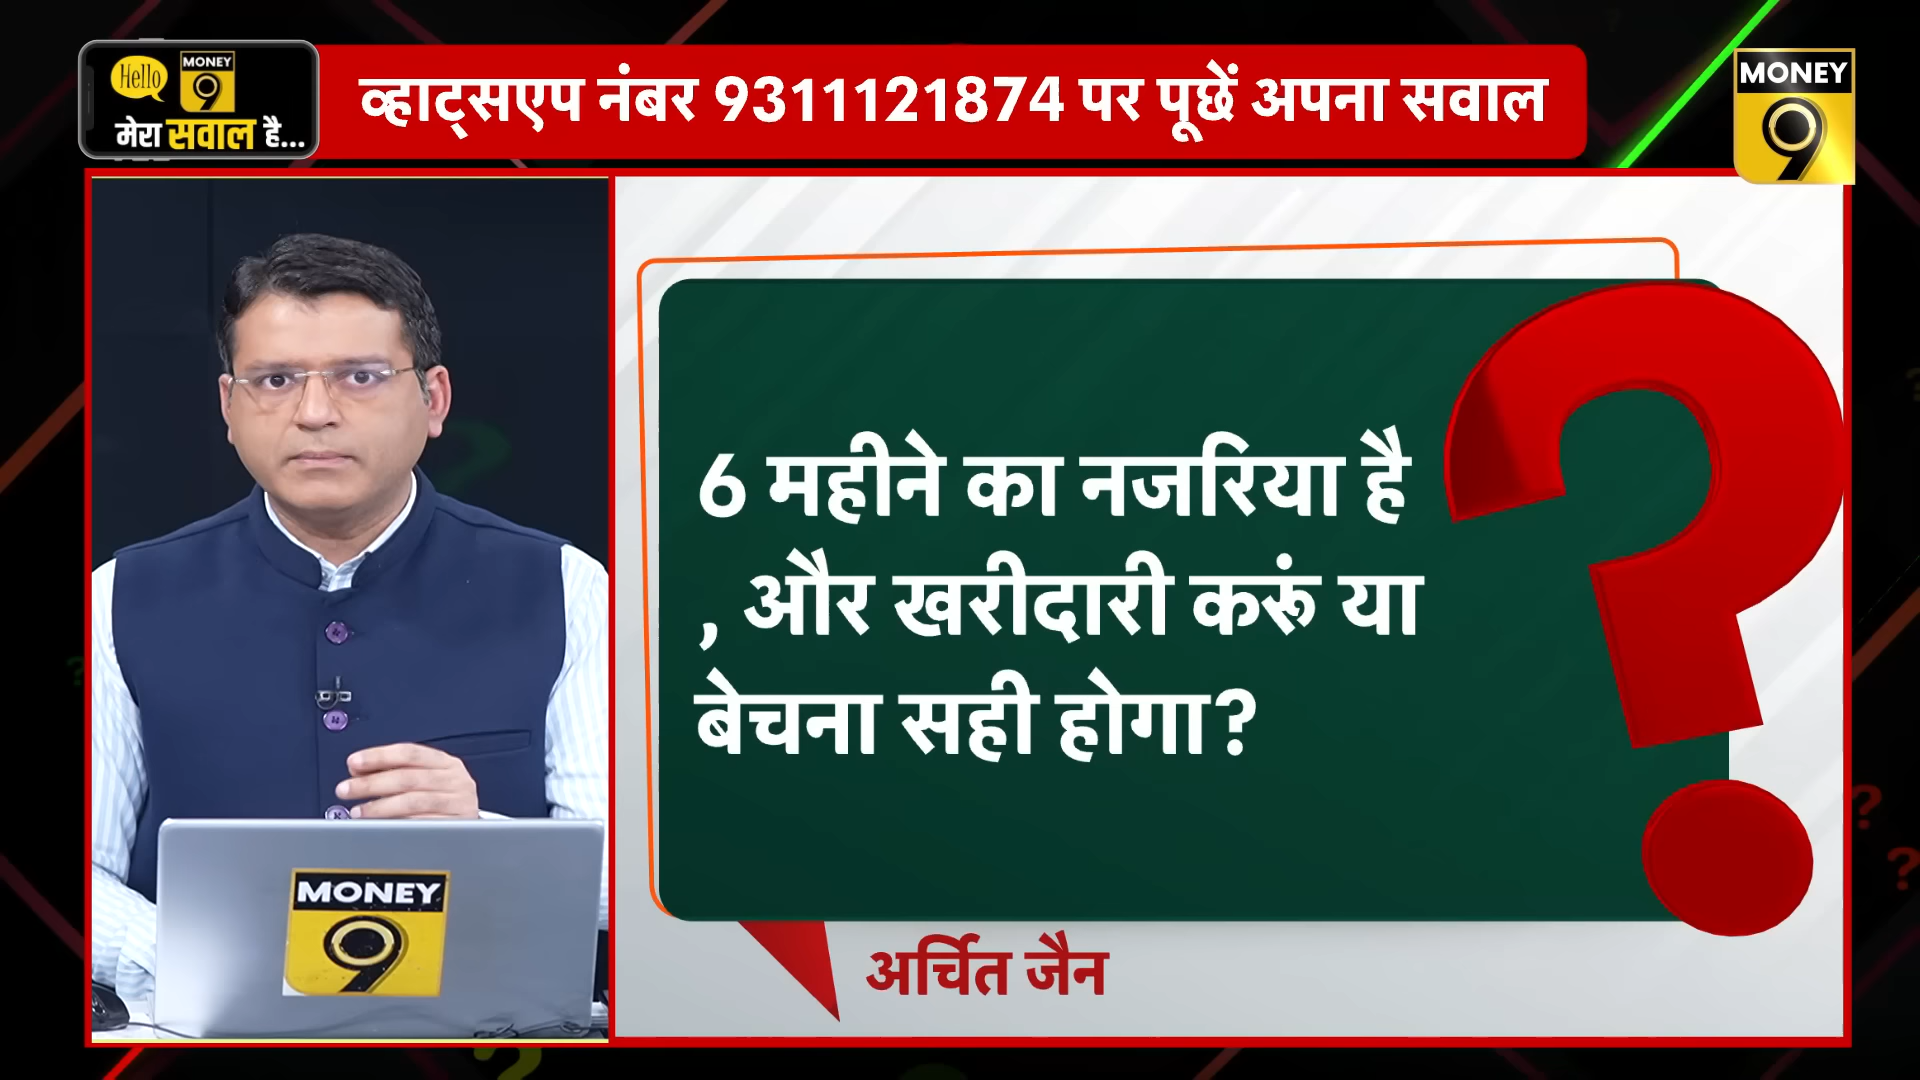 Hello
MONEY
9
मेरा सवाल है...
व्हाट्सएप नंबर 9311121874 पर पूछें अपना सवाल
MONEY
9
6 महीने का नजरिया है
, और खरीदारी करूं या
बेचना सही होगा?
?
अर्चित जैन
MONEY
9